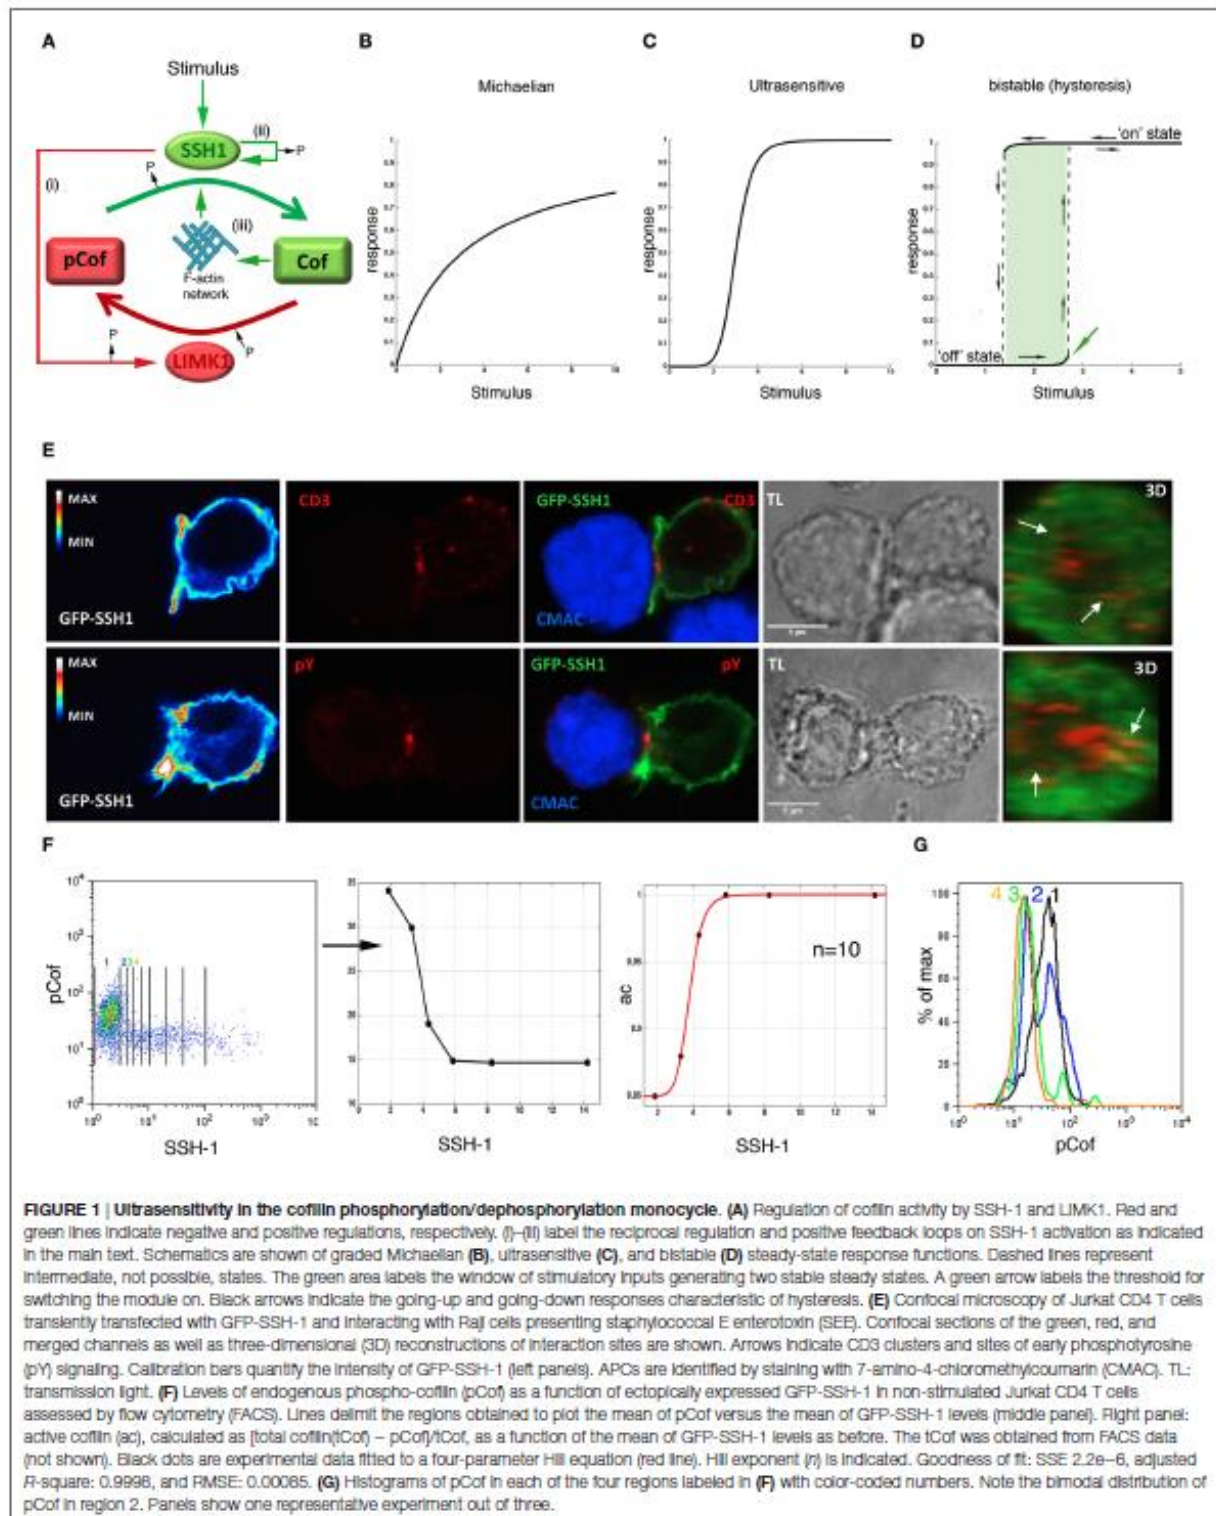 A
B
C
D
Stimulus
Michaelian
Ultrasensitive
bistable (hysteresis)
SSH1
(ii)
P
P
(i)
(iii)
pCof
Cof
F-actin
network
P
P
LIMK1
response
Stimulus
response
Stimulus
response
'on' state
'off' state
Stimulus
E
MAX
MIN
GFP-SSH1
CD3
GFP-SSH1
CD3
CMAC
TL
3D
MAX
MIN
GFP-SSH1
pY
GFP-SSH1
pY
CMAC
TL
3D
F
G
pCof
SSH-1
SSH-1
ac
n=10
SSH-1
4 3 2 1
% of max
pCof
FIGURE 1 | Ultrasensitivity in the cofilin phosphorylation/dephosphorylation monocycle. (A) Regulation of cofilin activity by SSH-1 and LIMK1. Red and
green lines indicate negative and positive regulations, respectively. (i)–(iii) label the reciprocal regulation and positive feedback loops on SSH-1 activation as indicated
in the main text. Schematics are shown of graded Michaelian (B), ultrasensitive (C), and bistable (D) steady-state response functions. Dashed lines represent
intermediate, not possible, states. The green area labels the window of stimulatory inputs generating two stable steady states. A green arrow labels the threshold for
switching the module on. Black arrows indicate the going-up and going-down responses characteristic of hysteresis. (E) Confocal microscopy of Jurkat CD4 T cells
transiently transfected with GFP-SSH-1 and interacting with Raji cells presenting staphylococcal E enterotoxin (SEE). Confocal sections of the green, red, and
merged channels as well as three-dimensional (3D) reconstructions of interaction sites are shown. Arrows indicate CD3 clusters and sites of early phosphotyrosine
(pY) signaling. Calibration bars quantify the intensity of GFP-SSH-1 (left panels). APCs are identified by staining with 7-amino-4-chloromethylcoumarin (CMAC). TL:
transmission light. (F) Levels of endogenous phospho-cofilin (pCof) as a function of ectopically expressed GFP-SSH-1 in non-stimulated Jurkat CD4 T cells
assessed by flow cytometry (FACS). Lines delimit the regions obtained to plot the mean of pCof versus the mean of GFP-SSH-1 levels (middle panel). Right panel:
active cofilin (ac), calculated as [total cofilin(tCof) – pCof]/tCof, as a function of the mean of GFP-SSH-1 levels as before. The tCof was obtained from FACS data
(not shown). Black dots are experimental data fitted to a four-parameter Hill equation (red line). Hill exponent (n) is indicated. Goodness of fit: SSE 2.2e–6, adjusted
R-square: 0.9998, and RMSE: 0.00085. (G) Histograms of pCof in each of the four regions labeled in (F) with color-coded numbers. Note the bimodal distribution of
pCof in region 2. Panels show one representative experiment out of three.